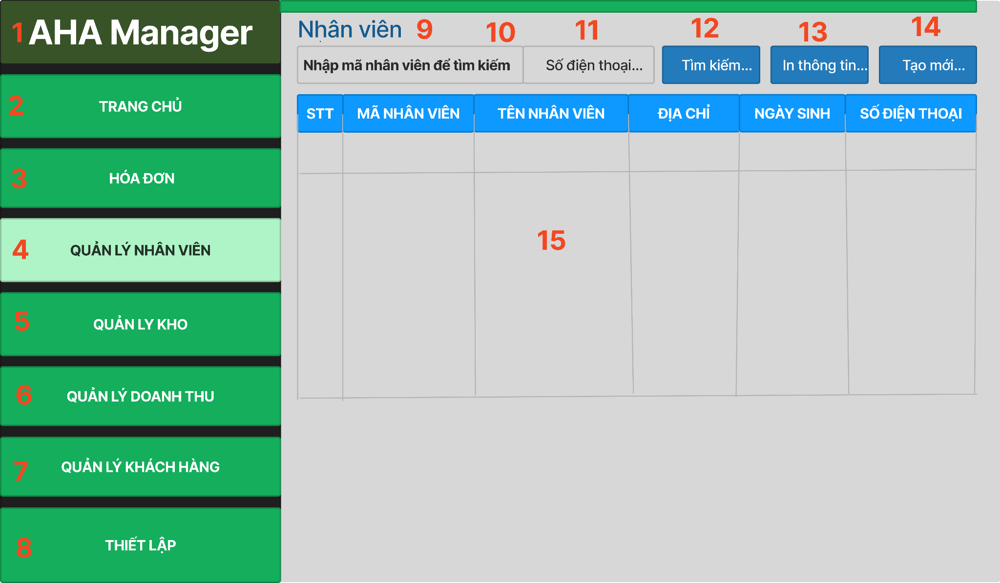 1 AHA Manager
2 TRANG CHỦ
3 HÓA ĐƠN
4 QUẢN LÝ NHÂN VIÊN
5 QUẢN LY KHO
6 QUẢN LÝ DOANH THU
7 QUẢN LÝ KHÁCH HÀNG
8 THIẾT LẬP
Nhân viên 9 10 11 12 13 14
Nhập mã nhân viên để tìm kiếm Số điện thoại... Tìm kiếm... In thông tin... Tạo mới...
STT MÃ NHÂN VIÊN TÊN NHÂN VIÊN ĐỊA CHỈ NGÀY SINH SỐ ĐIỆN THOẠI
15